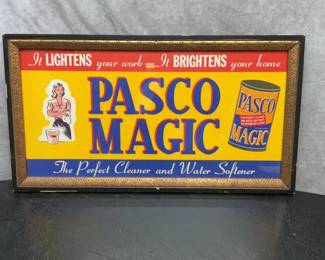 It LIGHTENS your work — It BRIGHTENS your home
PASCO
MAGIC
PASCO
MAGIC
The Perfect Cleaner and Water Softener